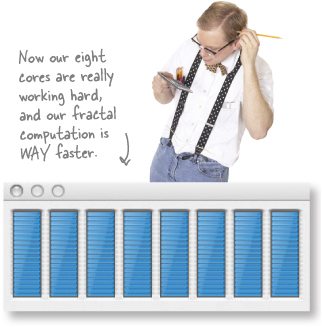 Now our eight
cores are really
working hard,
and our fractal
computation is
WAY faster.